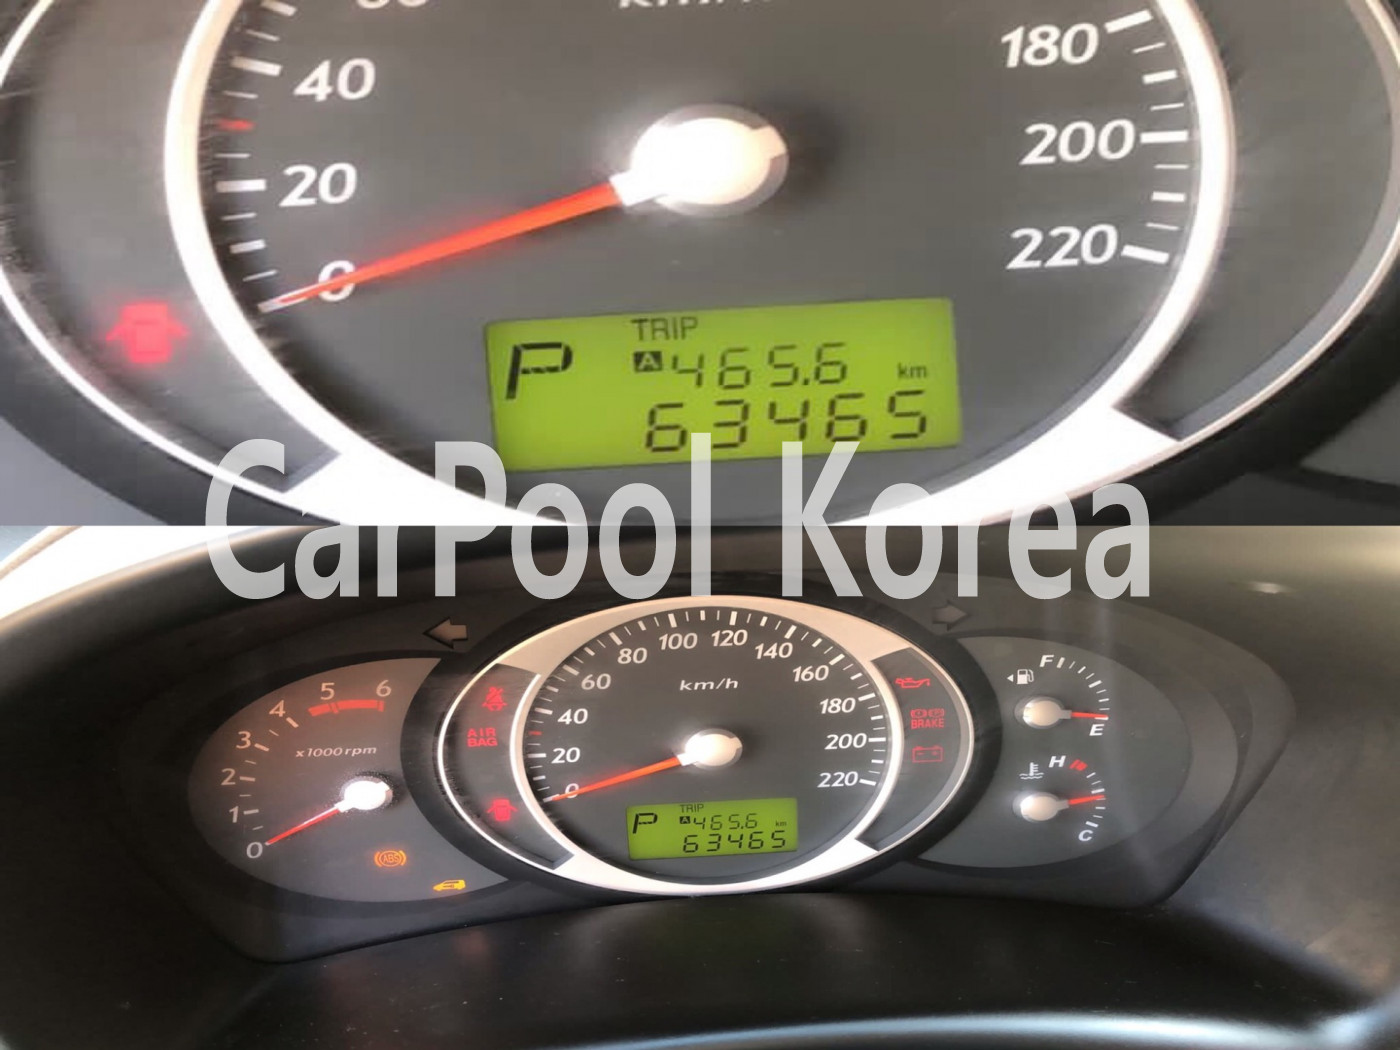 km/h
40
20
0
180
200
220
TRIP
P A 465.6 km
63465
CarPool Korea
0 1 2 3 4 5 6
x1000rpm
ABS
AIR
BAG
0 20 40 60 80 100 120 140 160 180 200 220
km/h
TRIP
P A 465.6 km
63465
BRAKE
F
E
H
C